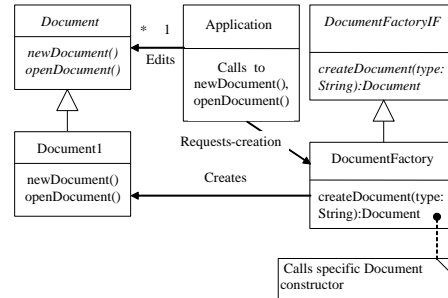 Document
newDocument()
openDocument()
* 1
Edits
Application
Calls to
newDocument(),
openDocument()
DocumentFactoryIF
createDocument(type:
String):Document
Requests-creation
Document1
newDocument()
openDocument()
Creates
DocumentFactory
createDocument(type:
String):Document
Calls specific Document
constructor